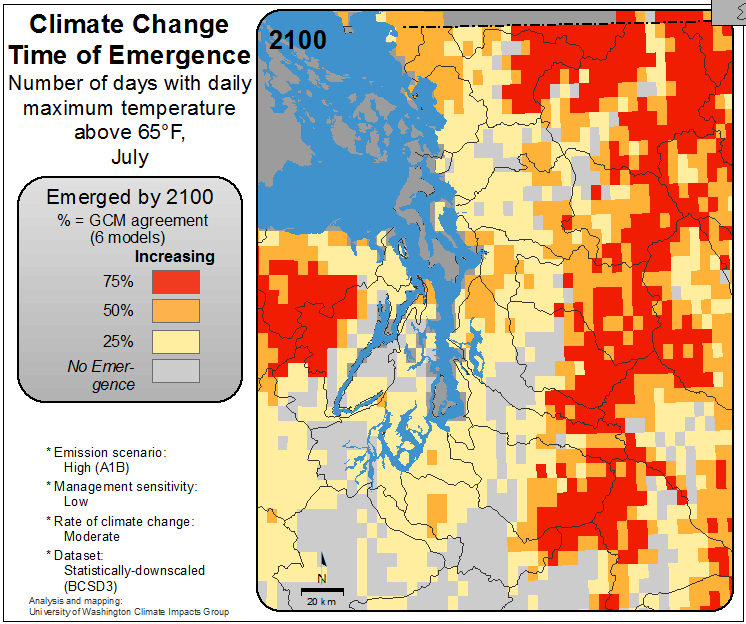 Climate Change
Time of Emergence
Number of days with daily
maximum temperature
above 65°F,
July
Emerged by 2100
% = GCM agreement
(6 models)
Increasing
75%
50%
25%
No Emer-
gence
* Emission scenario:
High (A1B)
* Management sensitivity:
Low
* Rate of climate change:
Moderate
* Dataset:
Statistically-downscaled
(BCSD3)
Analysis and mapping:
University of Washington Climate Impacts Group
2100
N
20 km